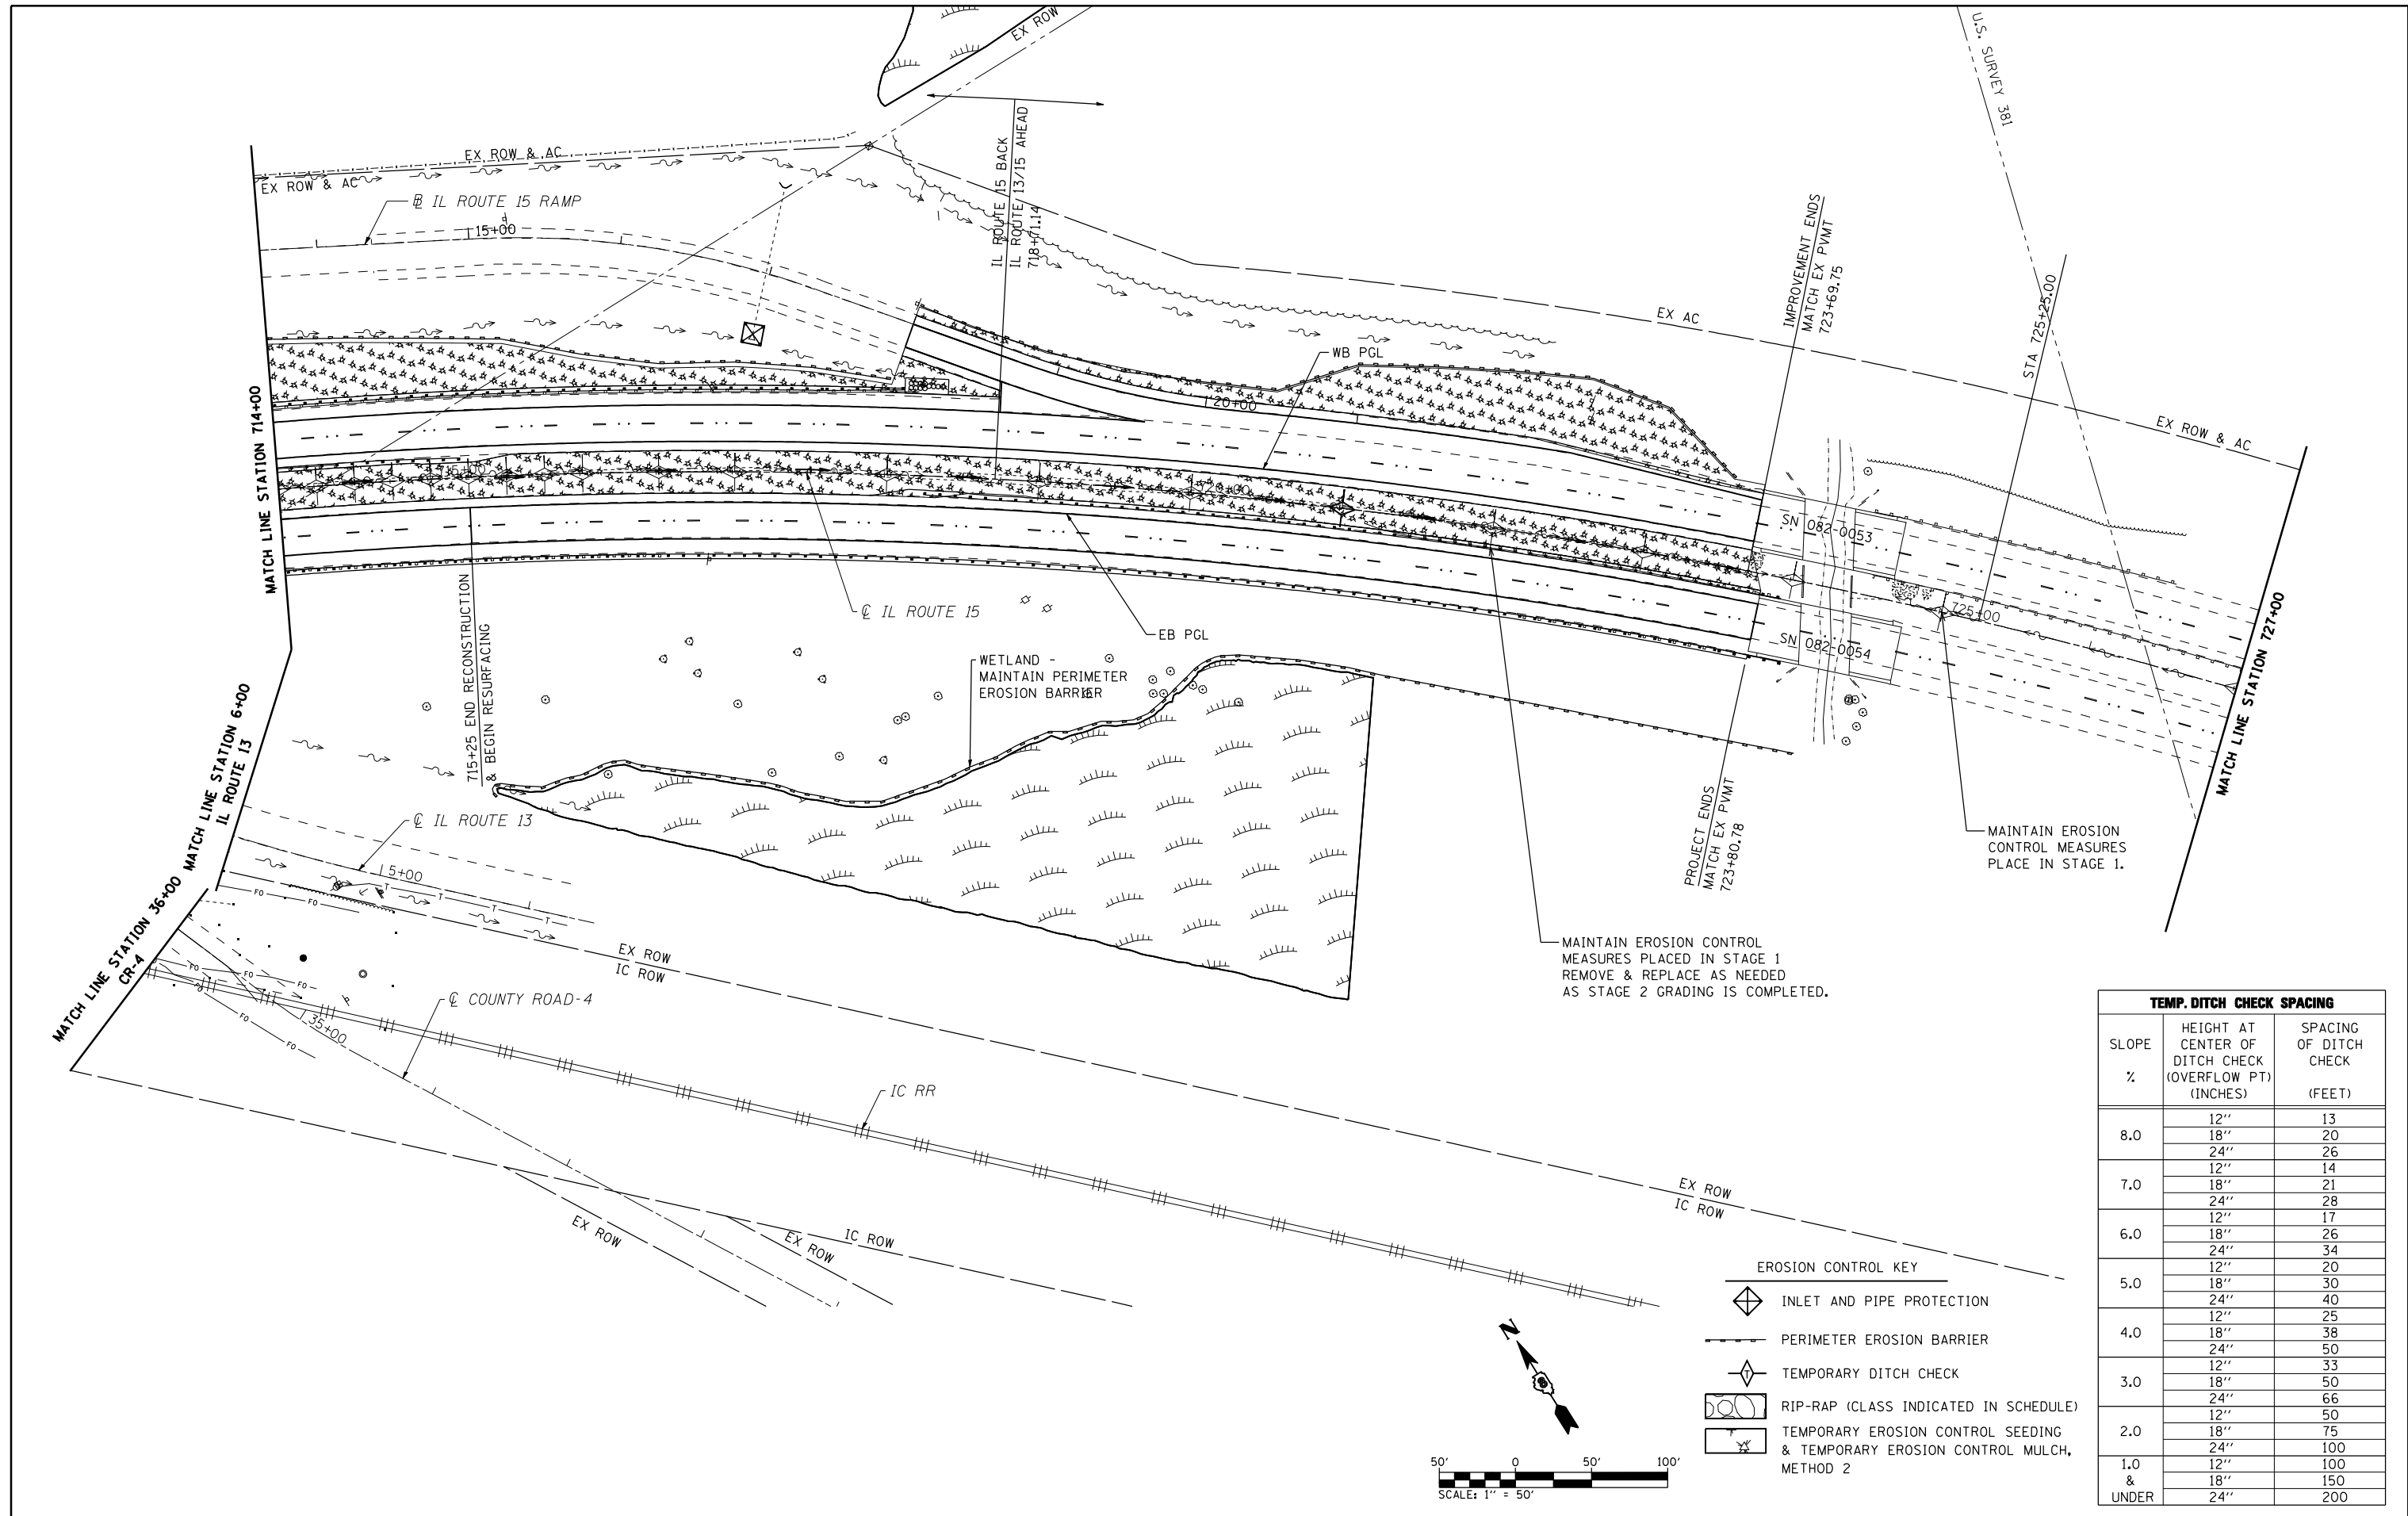 EX ROW
U.S. SURVEY 381
EX ROW & AC
EX ROW & AC
IL ROUTE 15 BACK
IL ROUTE 13/15 AHEAD
718+71.14
℄ IL ROUTE 15 RAMP
15+00
IMPROVEMENT ENDS
MATCH EX PVMT
723+69.75
STA 725+25.00
EX AC
WB PGL
20+00
EX ROW & AC
MATCH LINE STATION 714+00
715+00
720+00
SN 082-0053
725+00
SN 082-0054
MATCH LINE STATION 727+00
℄ IL ROUTE 15
EB PGL
715+25 END RECONSTRUCTION
& BEGIN RESURFACING
WETLAND -
MAINTAIN PERIMETER
EROSION BARRIER
MATCH LINE STATION 6+00
IL ROUTE 13
℄ IL ROUTE 13
5+00
T
T
T
T
FO
FO
PROJECT ENDS
MATCH EX PVMT
723+80.78
MAINTAIN EROSION
CONTROL MEASURES
PLACE IN STAGE 1.
MAINTAIN EROSION CONTROL
MEASURES PLACED IN STAGE 1
REMOVE & REPLACE AS NEEDED
AS STAGE 2 GRADING IS COMPLETED.
MATCH LINE STATION 36+00
CR-4
EX ROW
IC ROW
FO
FO
FO
FO
FO
FO
℄ COUNTY ROAD-4
35+00
IC RR
EX ROW
IC ROW
EX ROW
EX ROW
IC ROW
EROSION CONTROL KEY
INLET AND PIPE PROTECTION
PERIMETER EROSION BARRIER
T
TEMPORARY DITCH CHECK
RIP-RAP (CLASS INDICATED IN SCHEDULE)
TEMPORARY EROSION CONTROL SEEDING
& TEMPORARY EROSION CONTROL MULCH,
METHOD 2
N
50' 0 50' 100'
SCALE: 1'' = 50'
TEMP. DITCH CHECK SPACING
SLOPE % HEIGHT AT CENTER OF DITCH CHECK (OVERFLOW PT) (INCHES) SPACING OF DITCH CHECK (FEET)
8.0 12'' 13
18'' 20
24'' 26
7.0 12'' 14
18'' 21
24'' 28
6.0 12'' 17
18'' 26
24'' 34
5.0 12'' 20
18'' 30
24'' 40
4.0 12'' 25
18'' 38
24'' 50
3.0 12'' 33
18'' 50
24'' 66
2.0 12'' 50
18'' 75
24'' 100
1.0 & UNDER 12'' 100
18'' 150
24'' 200